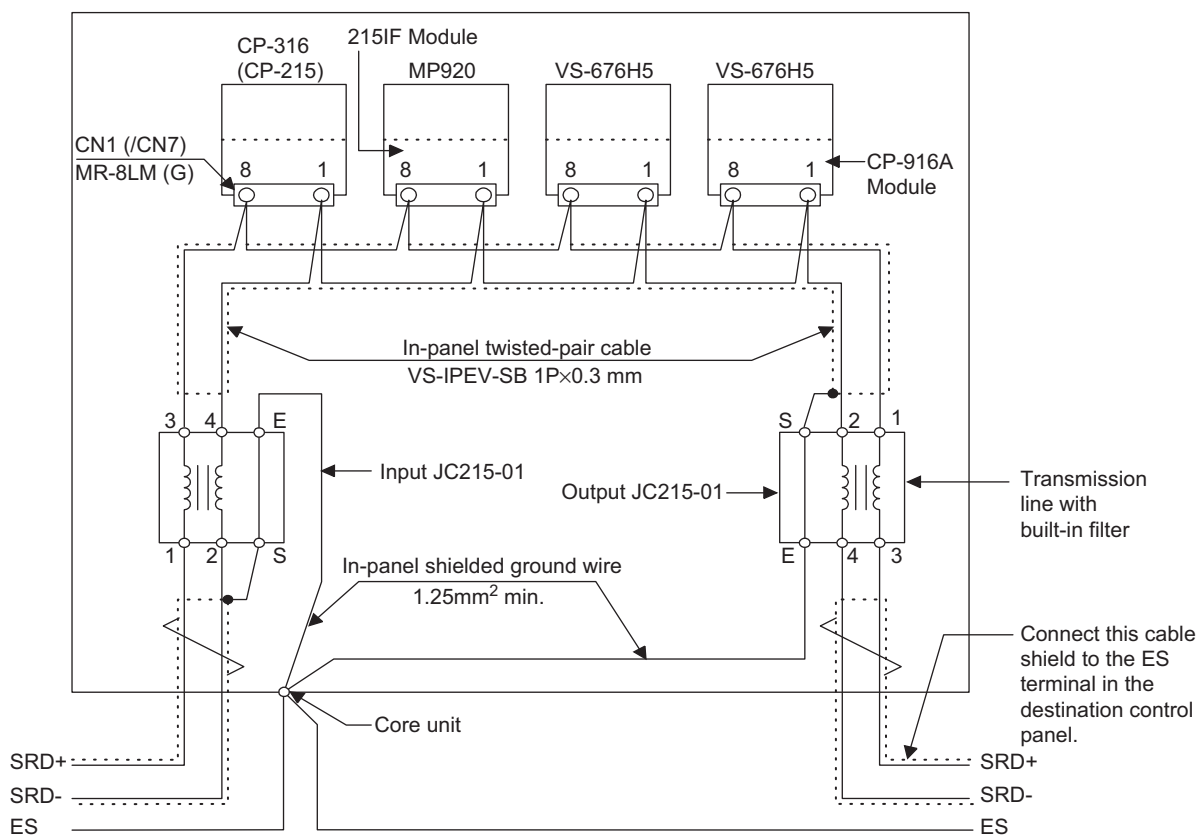 CP-316
(CP-215)
215IF Module
MP920
VS-676H5
VS-676H5
CN1 (/CN7)
MR-8LM (G)
8
1
8
1
8
1
8
1
CP-916A
Module
In-panel twisted-pair cable
VS-IPEV-SB 1P×0.3 mm
3
4
E
S
2
1
Input JC215-01
Output JC215-01
Transmission
line with
built-in filter
1
2
S
E
4
3
In-panel shielded ground wire
1.25mm² min.
Connect this cable
shield to the ES
terminal in the
destination control
panel.
Core unit
SRD+
SRD+
SRD-
SRD-
ES
ES